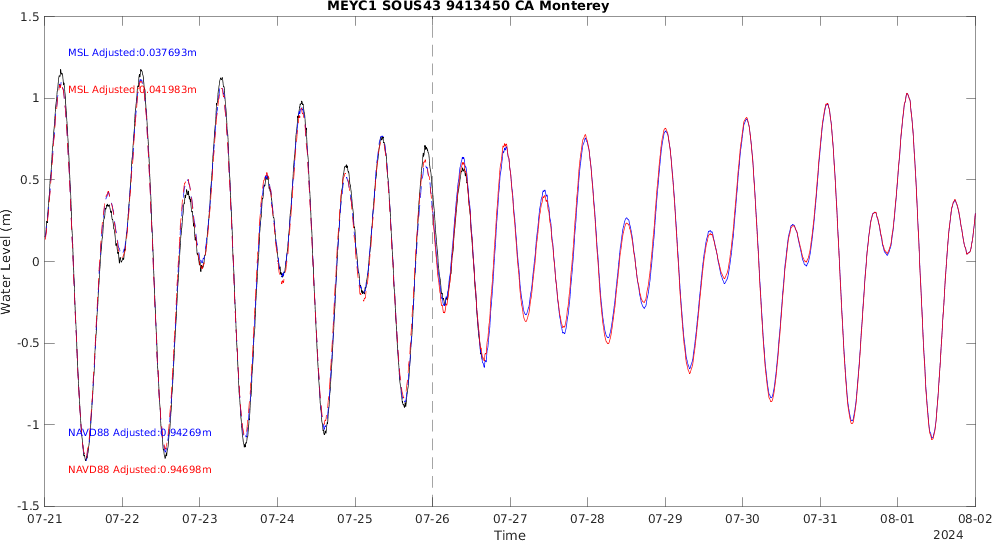 MEYC1 SOUS43 9413450 CA Monterey
1.5
MSL Adjusted:0.037693m
MSL Adjusted:0.041983m
1
0.5
0
-0.5
-1
-1.5
Water Level (m)
NAVD88 Adjusted:0.94269m
NAVD88 Adjusted:0.94698m
07-21 07-22 07-23 07-24 07-25 07-26 07-27 07-28 07-29 07-30 07-31 08-01 08-02
Time
2024